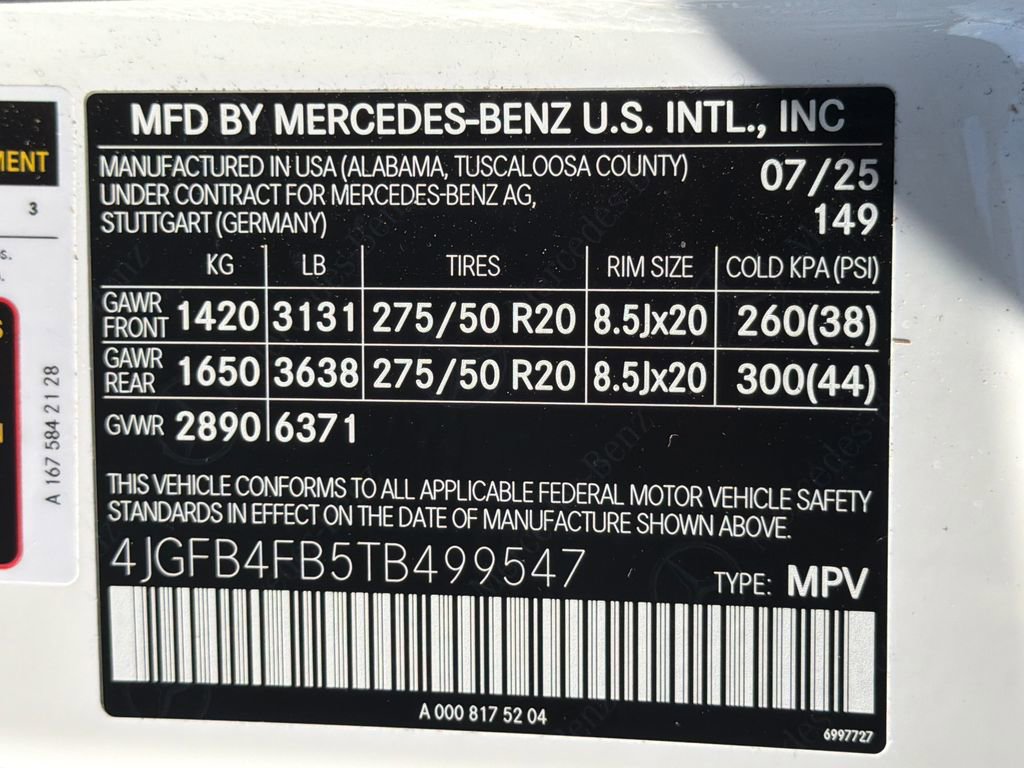 MFD BY MERCEDES-BENZ U.S. INTL., INC
MANUFACTURED IN USA (ALABAMA, TUSCALOOSA COUNTY)
UNDER CONTRACT FOR MERCEDES-BENZ AG,
STUTTGART (GERMANY)
07/25
149
KG LB TIRES RIM SIZE COLD KPA (PSI)
GAWR FRONT 1420 3131 275/50 R20 8.5Jx20 260(38)
GAWR REAR 1650 3638 275/50 R20 8.5Jx20 300(44)
GVWR 2890 6371
THIS VEHICLE CONFORMS TO ALL APPLICABLE FEDERAL MOTOR VEHICLE SAFETY
STANDARDS IN EFFECT ON THE DATE OF MANUFACTURE SHOWN ABOVE.
4JGFB4FB5TB499547
TYPE: MPV
A 000 817 52 04
6997727
3
A 167 584 21 28